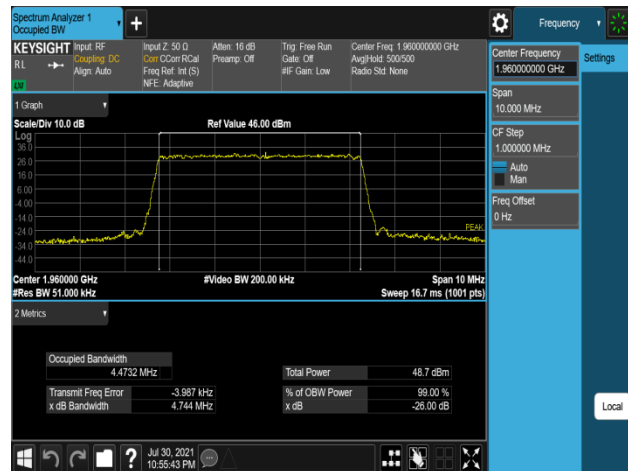 Spectrum Analyzer 1
Occupied BW
+
Frequency
KEYSIGHT
RL
LXI
Input: RF
Coupling: DC
Align: Auto
Input Z: 50 Ω
Corr CCorr RCal
Freq Ref: Int (S)
NFE: Adaptive
Atten: 16 dB
Preamp: Off
Trig: Free Run
Gate: Off
#IF Gain: Low
Center Freq: 1.960000000 GHz
Avg|Hold: 500/500
Radio Std: None
Center Frequency
1.960000000 GHz
Settings
Span
10.000 MHz
CF Step
1.000000 MHz
Auto
Man
Freq Offset
0 Hz
Local
1 Graph
Scale/Div 10.0 dB
Ref Value 46.00 dBm
Log
36.0
26.0
16.0
6.00
-4.00
-14.0
-24.0
-34.0
-44.0
PEAK
Center 1.960000 GHz
#Video BW 200.00 kHz
Span 10 MHz
#Res BW 51.000 kHz
Sweep 16.7 ms (1001 pts)
2 Metrics
Occupied Bandwidth
4.4732 MHz
Total Power
48.7 dBm
Transmit Freq Error
-3.987 kHz
% of OBW Power
99.00 %
x dB Bandwidth
4.744 MHz
x dB
-26.00 dB
?
Jul 30, 2021
10:55:43 PM